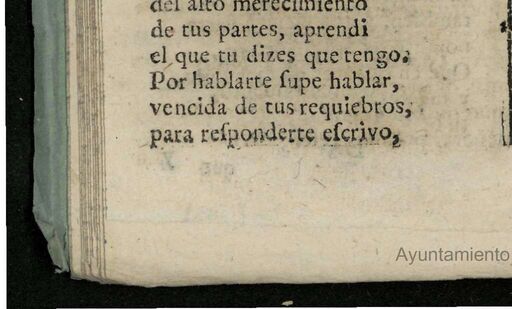 del alto merecimiento
de tus partes, aprendi
el que tu dizes que tengo.
Por hablarte ſupe hablar,
vencida de tus requiebros,
para reſponderte eſcrivo,
Ayuntamiento